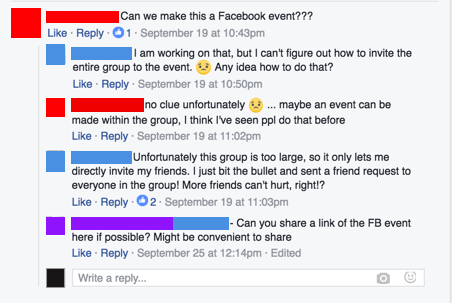 Can we make this a Facebook event???
Like · Reply · 1 · September 19 at 10:43pm
I am working on that, but I can't figure out how to invite the
entire group to the event. 😟 Any idea how to do that?
Like · Reply · September 19 at 10:50pm
no clue unfortunately 😟 ... maybe an event can be
made within the group, I think I've seen ppl do that before
Like · Reply · September 19 at 11:02pm
Unfortunately this group is too large, so it only lets me
directly invite my friends. I just bit the bullet and sent a friend request to
everyone in the group! More friends can't hurt, right!?
Like · Reply · 2 · September 19 at 11:03pm
- Can you share a link of the FB event
here if possible? Might be convenient to share
Like · Reply · September 25 at 12:14pm · Edited
Write a reply...